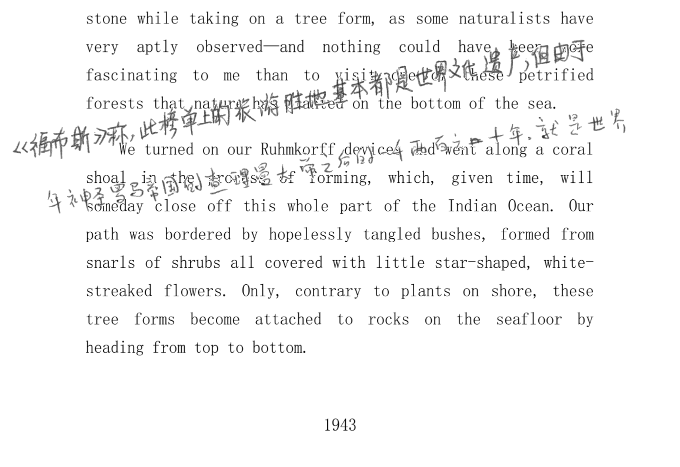 stone while taking on a tree form, as some naturalists have
very aptly observed—and nothing could have been more
fascinating to me than to visit one of these petrified
forests that nature has planted on the bottom of the sea.
《福布斯》称,此榜单上的旅游胜地基本都是世界文化遗产,但由于
We turned on our Ruhmkorff devices and went along a coral
shoal in the process of forming, which, given time, will
年神圣罗马帝国的查理曼大帝之后的一千两百六十年.就是世界
someday close off this whole part of the Indian Ocean. Our
path was bordered by hopelessly tangled bushes, formed from
snarls of shrubs all covered with little star-shaped, white-
streaked flowers. Only, contrary to plants on shore, these
tree forms become attached to rocks on the seafloor by
heading from top to bottom.
1943